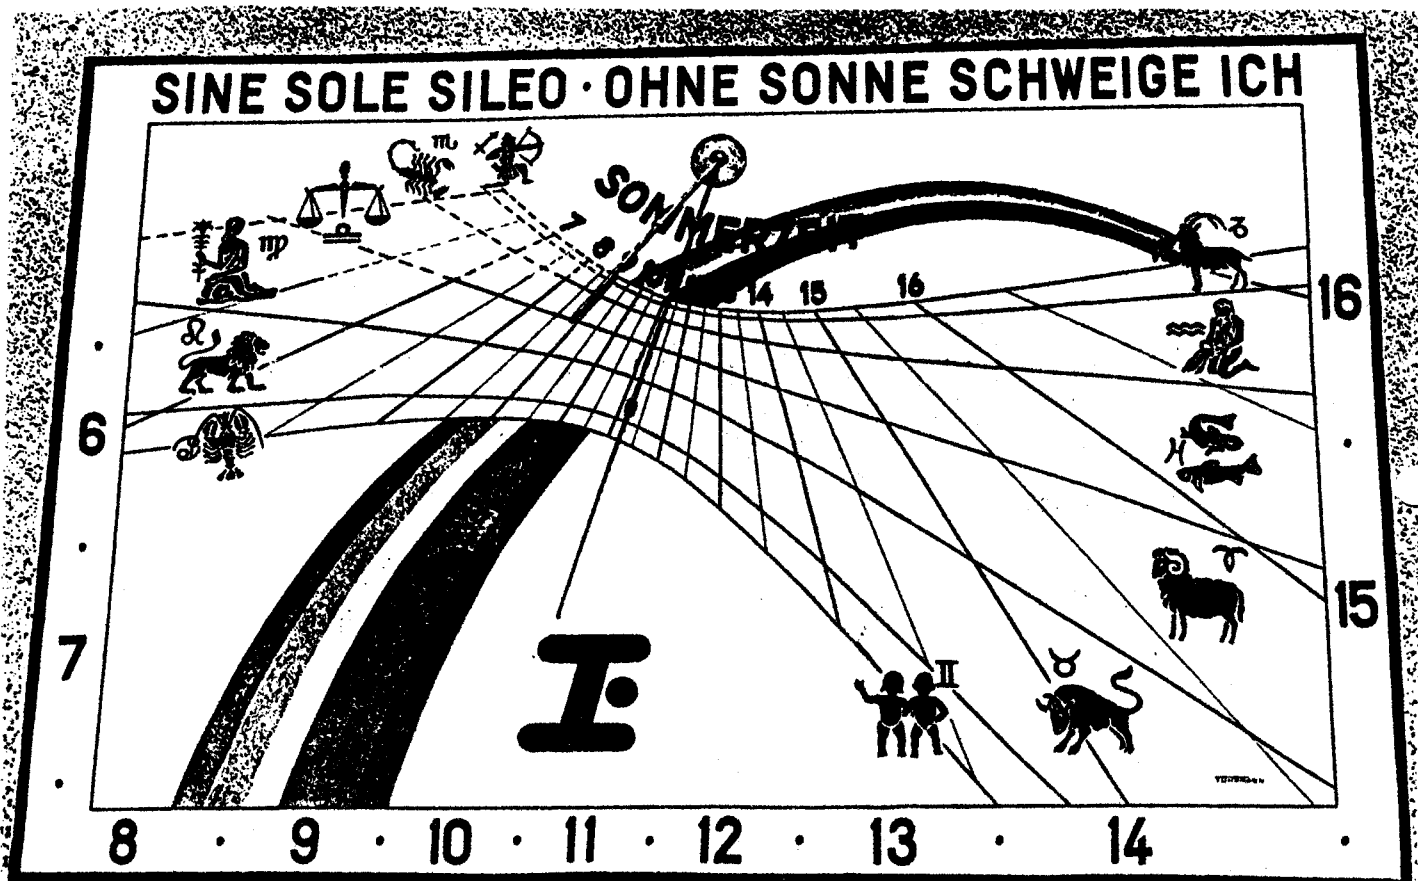 SINE SOLE SILEO · OHNE SONNE SCHWEIGE ICH
SOMMERZEIT
7 8
14 15 16
16
6
15
7
8 · 9 · 10 · 11 · 12 · 13 · 14 ·